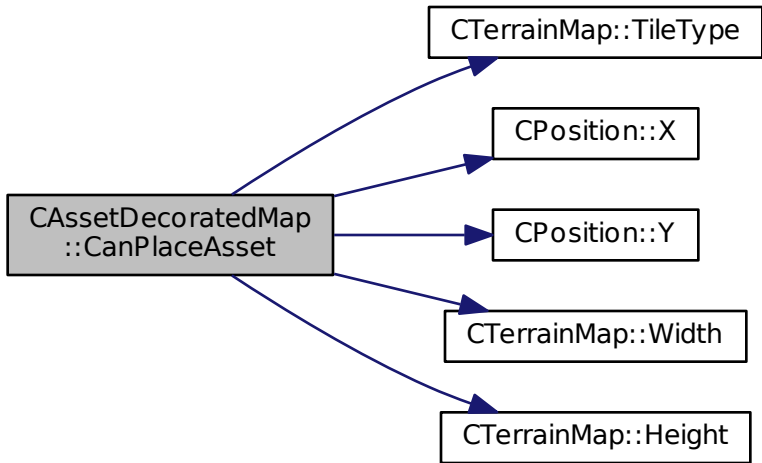 CTerrainMap::TileType
CPosition::X
CAssetDecoratedMap
::CanPlaceAsset
CPosition::Y
CTerrainMap::Width
CTerrainMap::Height